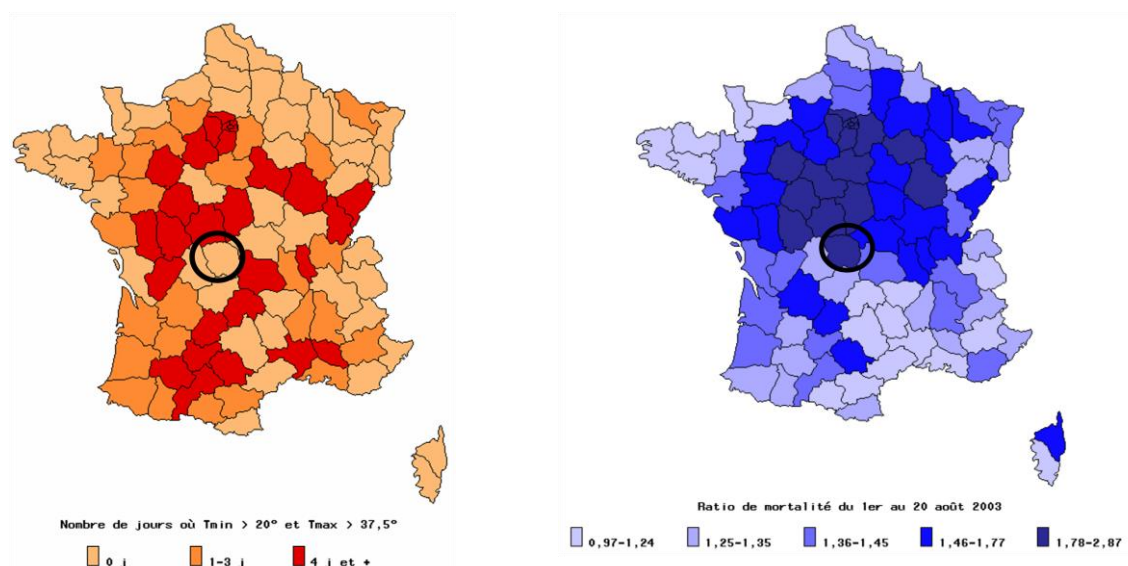 Nombre de jours où Tmin > 20° et Tmax > 37,5°
0 j
1-3 j
4 j et +
Ratio de mortalité du 1er au 20 août 2003
0,97-1,24
1,25-1,35
1,36-1,45
1,46-1,77
1,78-2,87